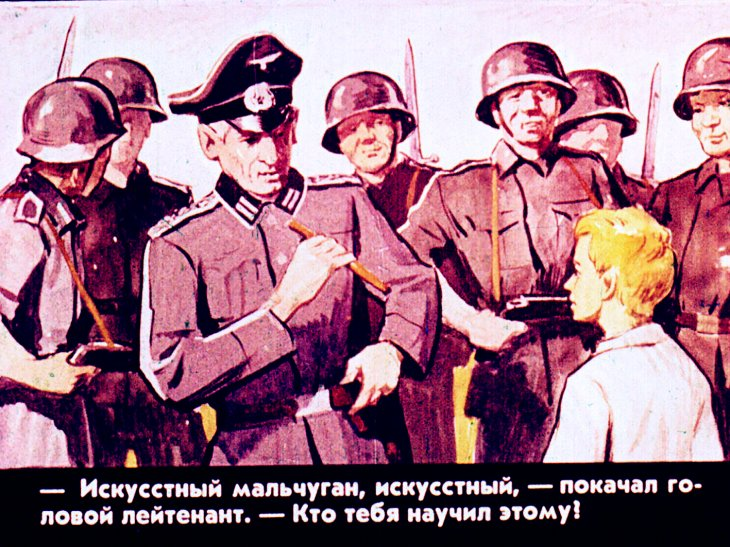 — Искусстный мальчуган, искусстный, — покачал го-
ловой лейтенант. — Кто тебя научил этому?